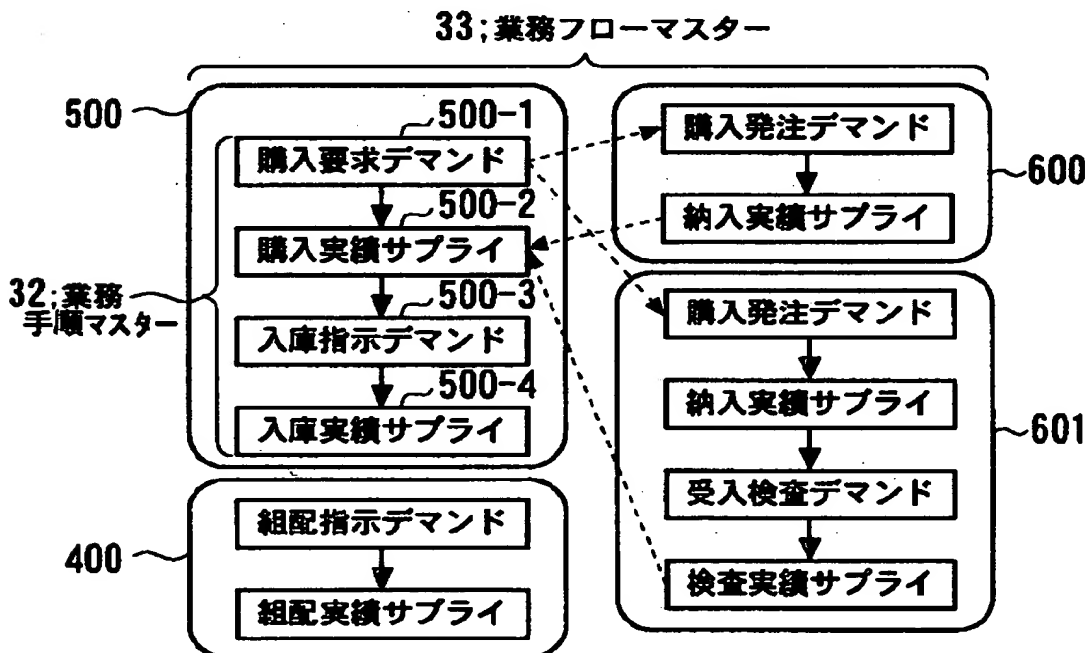 33;業務フローマスター
500
500-1
購入要求デマンド
500-2
購入実績サプライ
32;業務
手順マスター
500-3
入庫指示デマンド
500-4
入庫実績サプライ
400
組配指示デマンド
組配実績サプライ
購入発注デマンド
600
納入実績サプライ
購入発注デマンド
納入実績サプライ
601
受入検査デマンド
検査実績サプライ